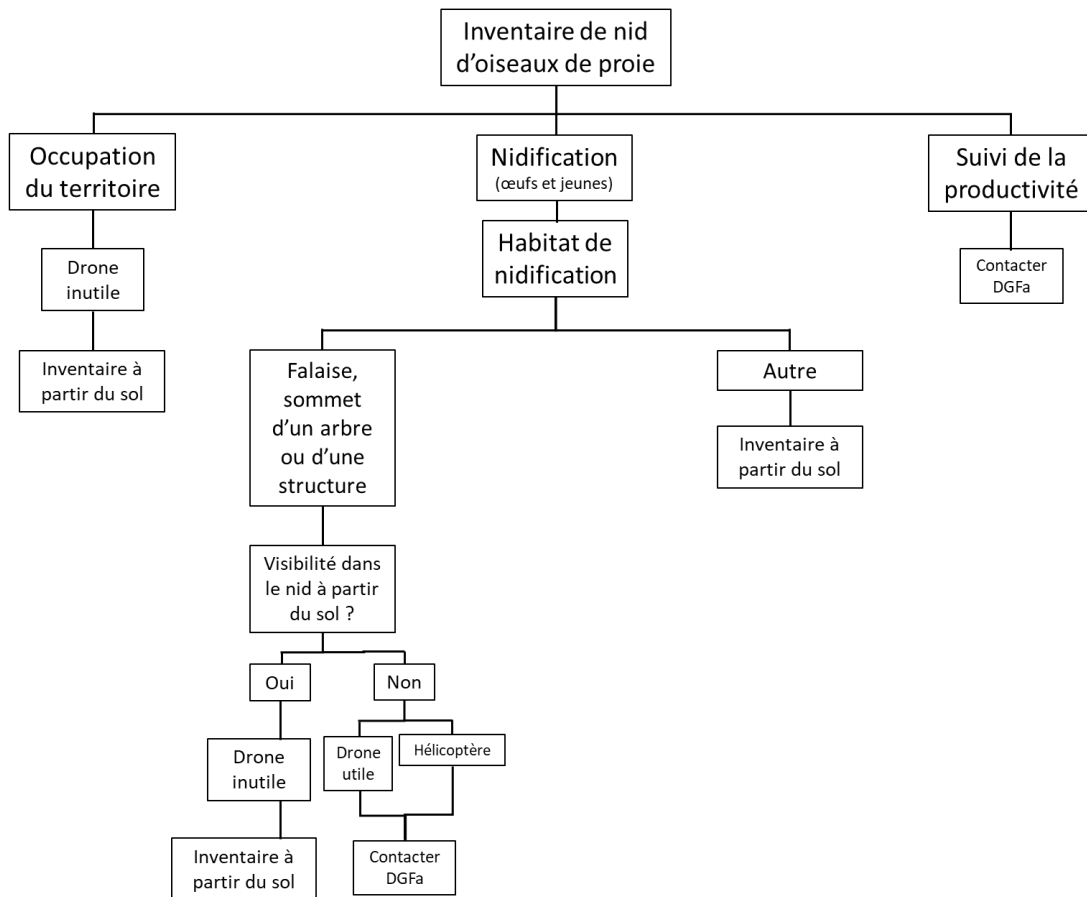 Inventaire de nid
d’oiseaux de proie
Occupation
du territoire
Nidification
(œufs et jeunes)
Suivi de la
productivité
Drone
inutile
Habitat de
nidification
Contacter
DGFa
Inventaire à
partir du sol
Falaise,
sommet
d’un arbre
ou d’une
structure
Autre
Inventaire à
partir du sol
Visibilité dans
le nid à partir
du sol ?
Oui
Non
Drone
inutile
Drone
utile
Hélicoptère
Inventaire à
partir du sol
Contacter
DGFa